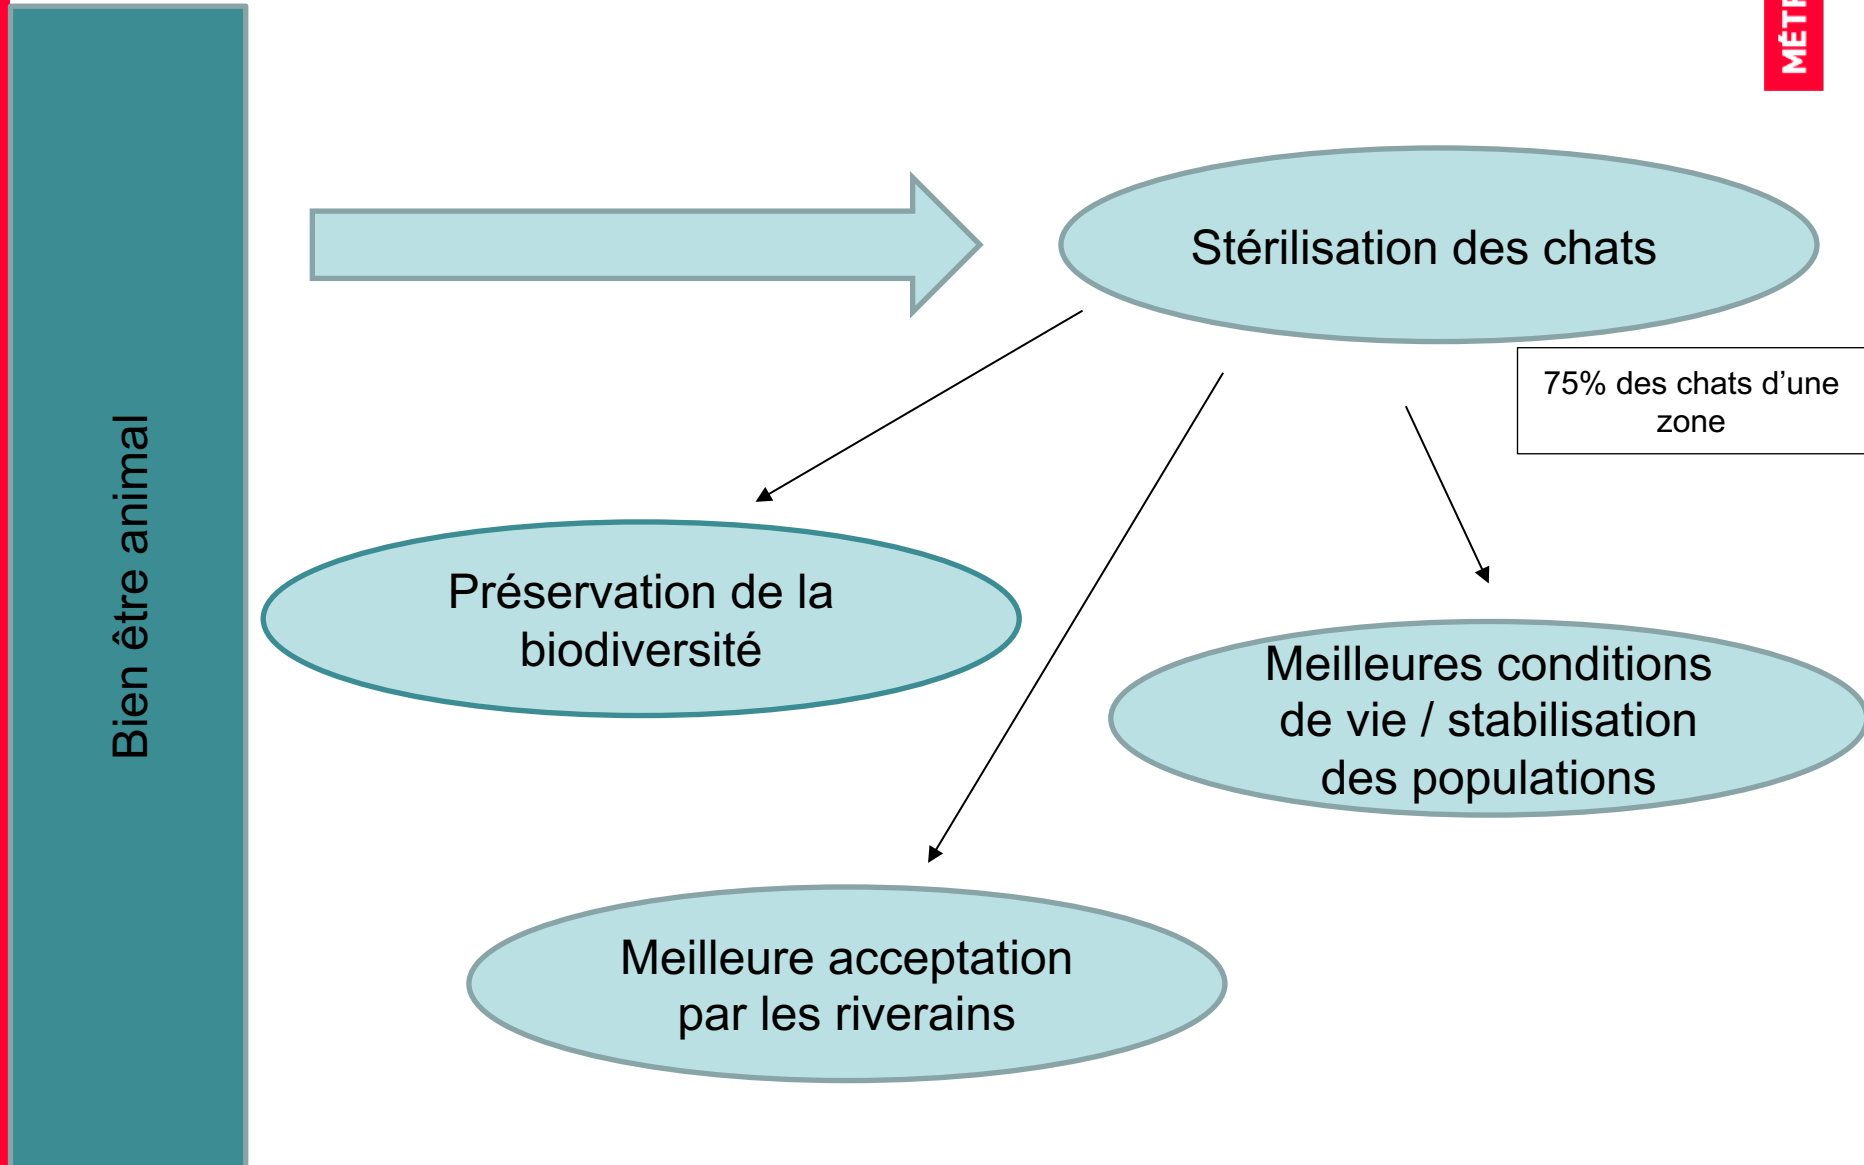 MÉTR
Bien être animal
Stérilisation des chats
75% des chats d’une
zone
Préservation de la
biodiversité
Meilleures conditions
de vie / stabilisation
des populations
Meilleure acceptation
par les riverains